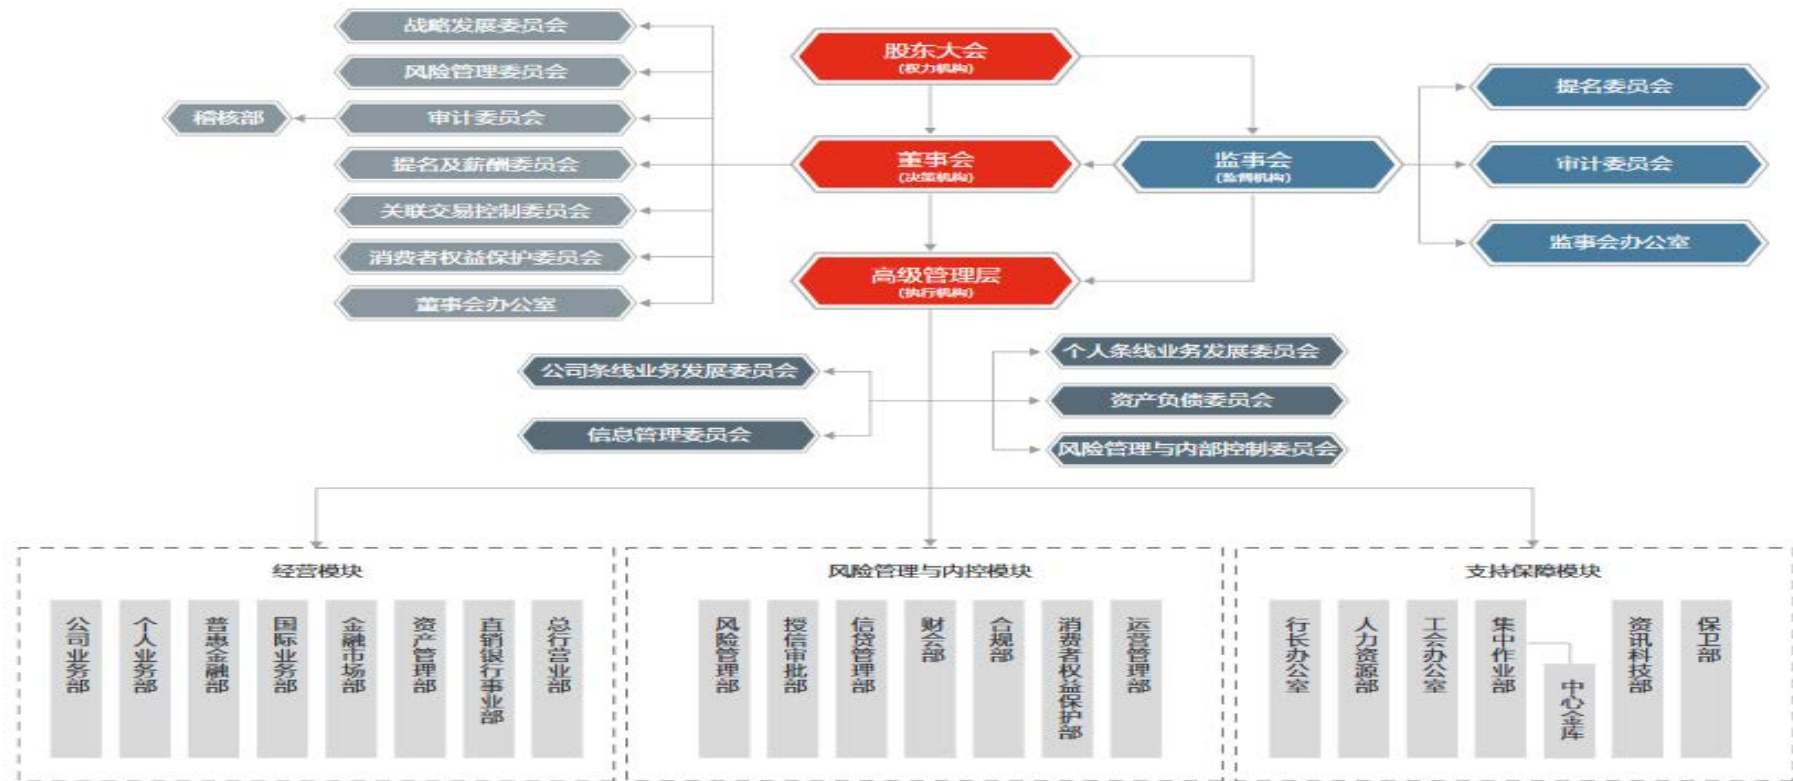 股东大会
(权力机构)
董事会
(决策机构)
监事会
(监督机构)
高级管理层
(执行机构)
战略发展委员会
风险管理委员会
审计委员会
稽核部
提名及薪酬委员会
关联交易控制委员会
消费者权益保护委员会
董事会办公室
提名委员会
审计委员会
监事会办公室
公司条线业务发展委员会
信息管理委员会
个人条线业务发展委员会
资产负债委员会
风险管理与内部控制委员会
经营模块
公司业务部
个人业务部
普惠金融部
国际业务部
金融市场部
资产管理部
直销银行事业部
总行营业部
风险管理与内控模块
风险管理部
授信审批部
信贷管理部
财会部
合规部
消费者权益保护部
运营管理部
支持保障模块
行长办公室
人力资源部
工会办公室
集中作业部
中心金库
资讯科技部
保卫部